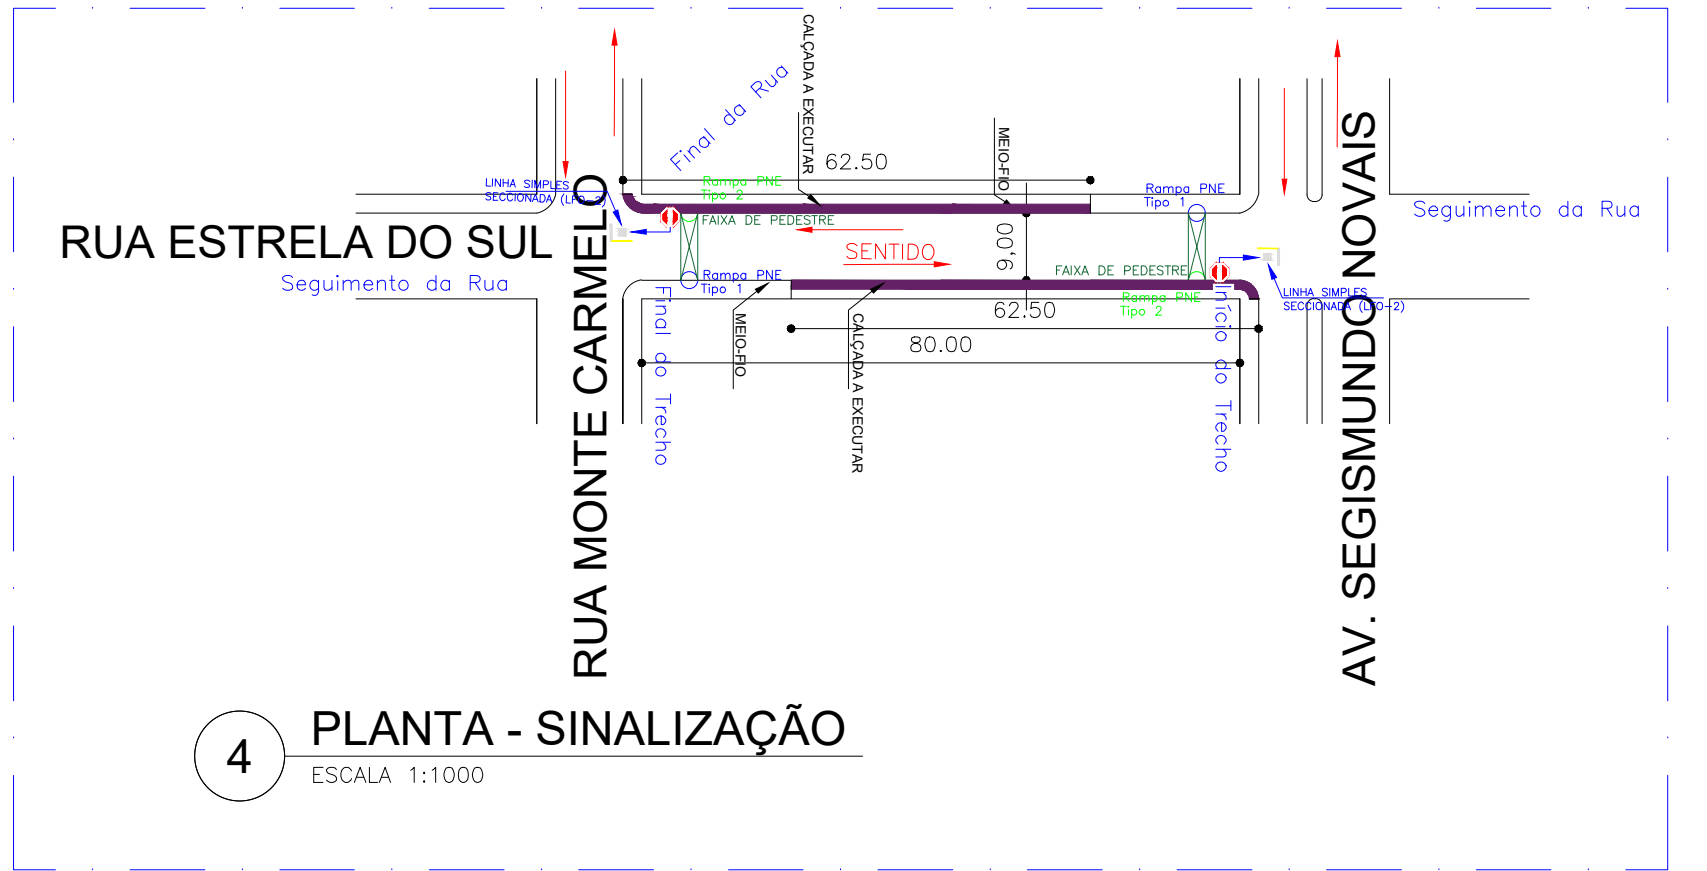 CALÇADA A EXECUTAR
Final da Rua
MEIO-FIO
62.50
LINHA SIMPLES
SECCIONADA (LFO-2)
Rampa PNE
Tipo 2
Rampa PNE
Tipo 1
FAIXA DE PEDESTRE
Seguimento da Rua
RUA ESTRELA DO SUL
SENTIDO
9,00
FAIXA DE PEDESTRE
Seguimento da Rua
Rampa PNE
Tipo 1
Rampa PNE
Tipo 2
LINHA SIMPLES
SECCIONADA (LFO-2)
62.50
MEIO-FIO
CALÇADA A EXECUTAR
80.00
Final do Trecho
Início do Trecho
RUA MONTE CARMELO
AV. SEGISMUNDO NOVAIS
4
PLANTA - SINALIZAÇÃO
ESCALA 1:1000